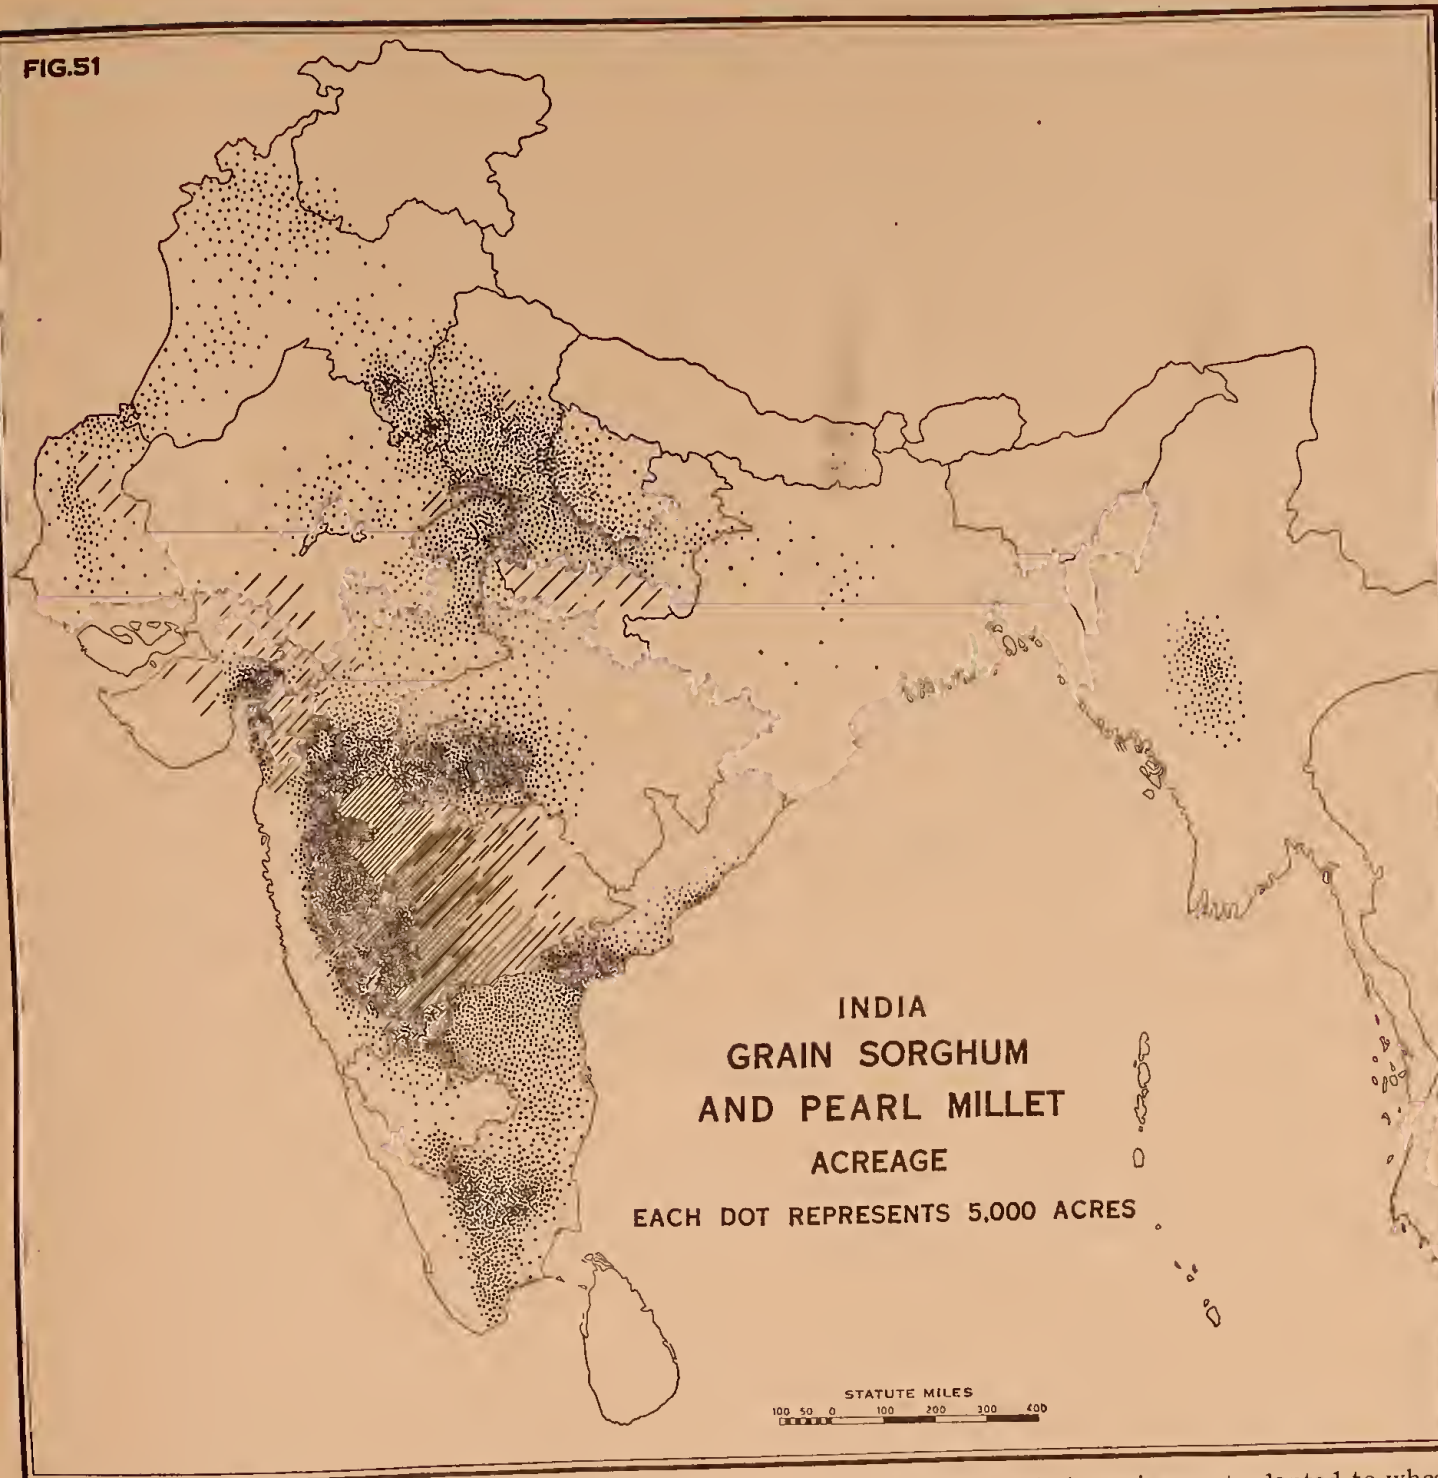 FIG.51
INDIA
GRAIN SORGHUM
AND PEARL MILLET
ACREAGE
EACH DOT REPRESENTS 5,000 ACRES
STATUTE MILES
100 50 0 100 200 300 400
to